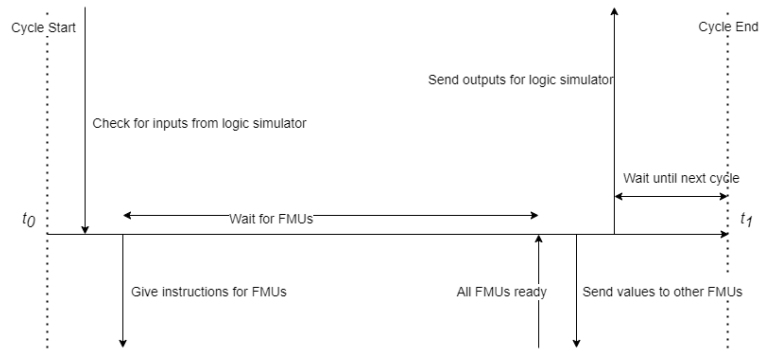 Cycle Start
Cycle End
Send outputs for logic simulator
Check for inputs from logic simulator
Wait until next cycle
t0
Wait for FMUs
t1
Give instructions for FMUs
All FMUs ready
Send values to other FMUs